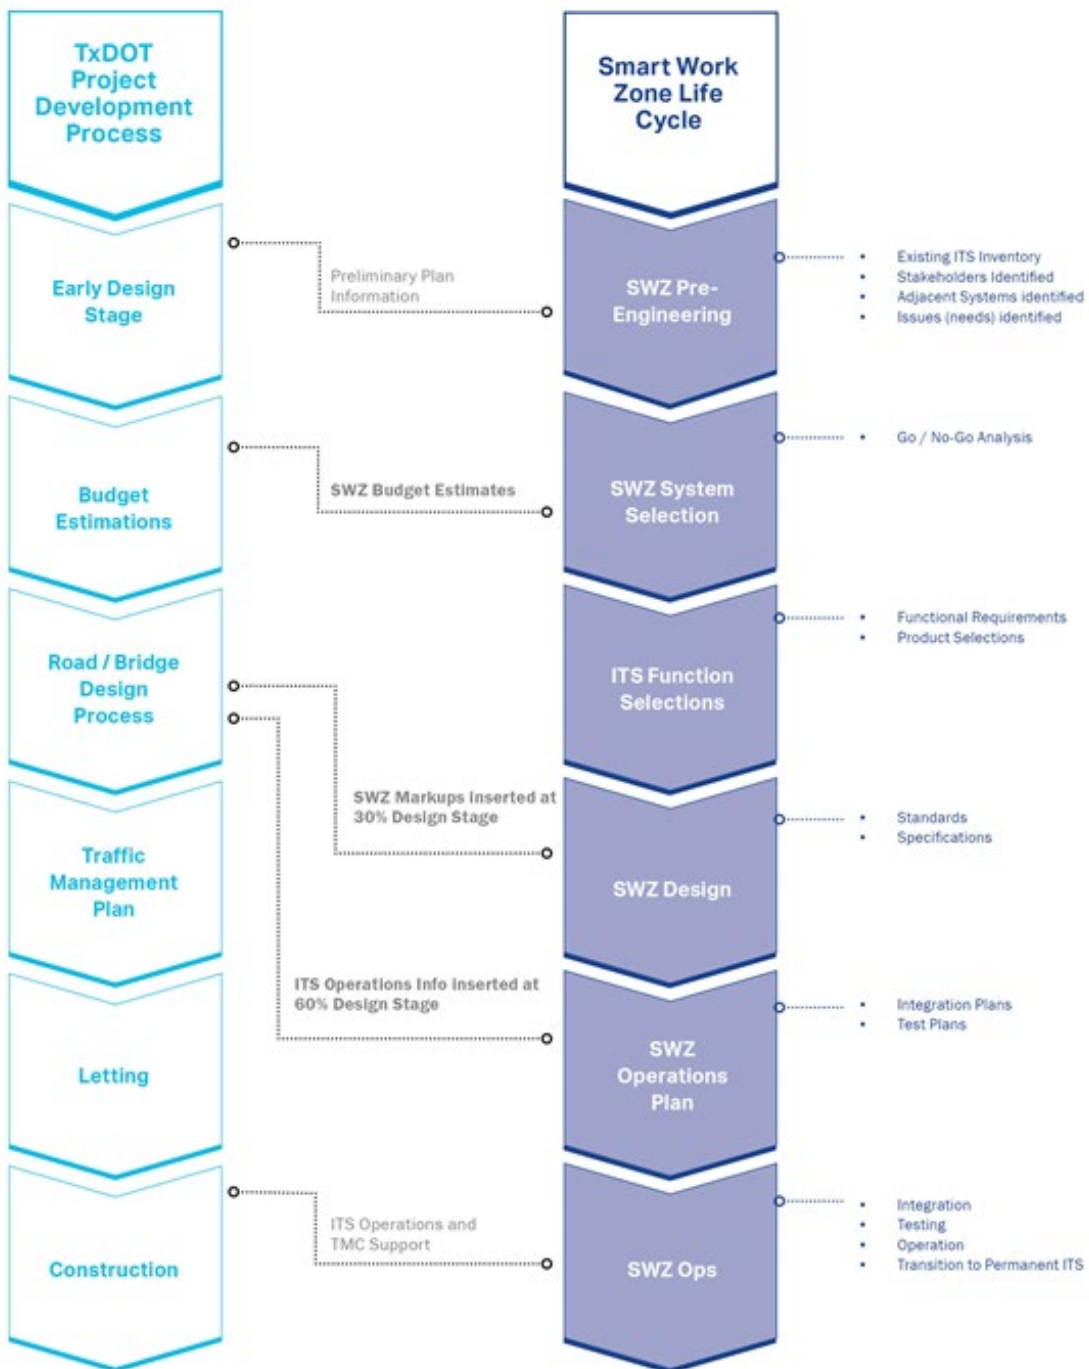 TxDOT
Project
Development
Process
Smart Work
Zone Life
Cycle
Early Design
Stage
Preliminary Plan
Information
SWZ Pre-
Engineering
▪ Existing ITS Inventory
▪ Stakeholders Identified
▪ Adjacent Systems identified
▪ Issues (needs) identified
Budget
Estimations
SWZ Budget Estimates
SWZ System
Selection
▪ Go / No-Go Analysis
Road / Bridge
Design
Process
ITS Function
Selections
▪ Functional Requirements
▪ Product Selections
SWZ Markups inserted at
30% Design Stage
Traffic
Management
Plan
SWZ Design
▪ Standards
▪ Specifications
ITS Operations Info inserted at
60% Design Stage
Letting
SWZ
Operations
Plan
▪ Integration Plans
▪ Test Plans
Construction
ITS Operations and
TMC Support
SWZ Ops
▪ Integration
▪ Testing
▪ Operation
▪ Transition to Permanent ITS